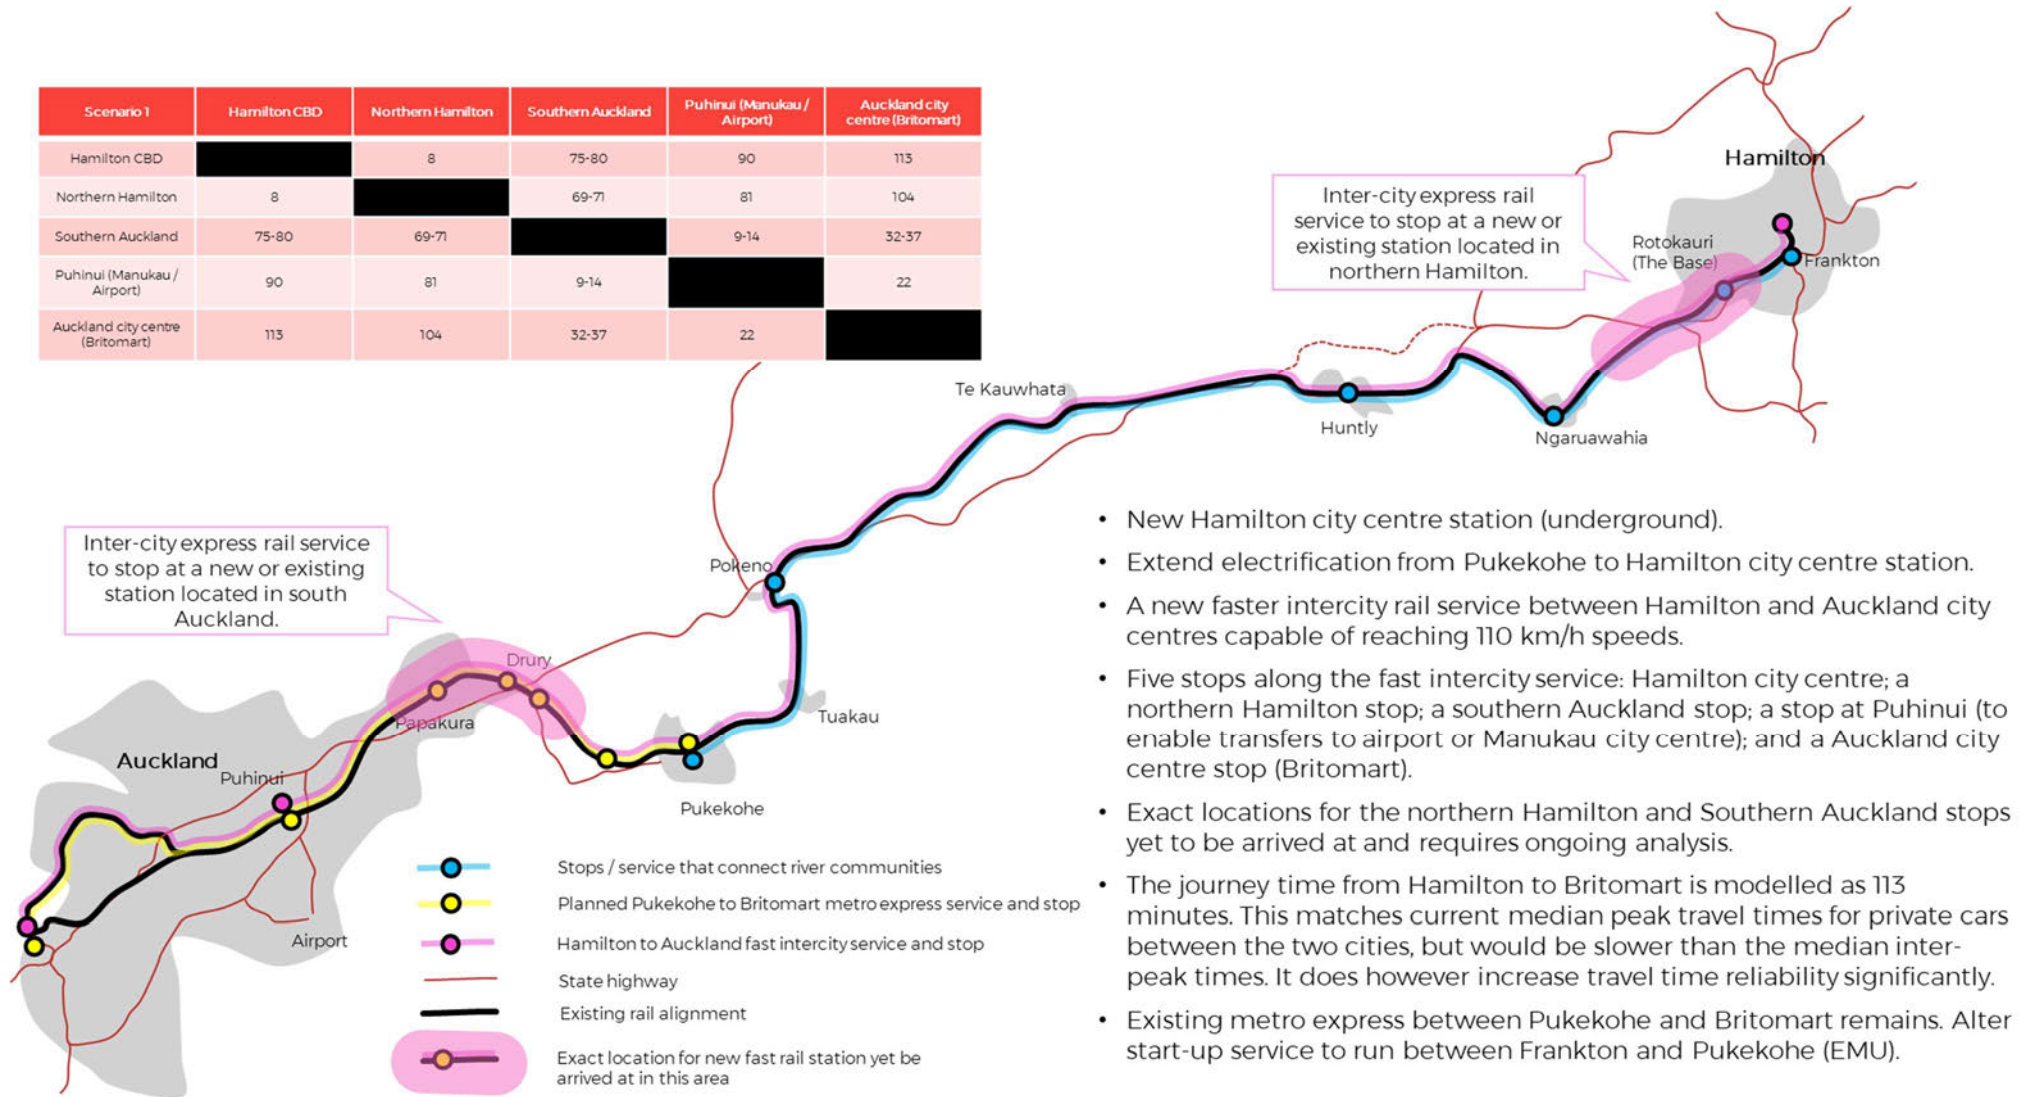 Scenario 1
Hamilton CBD
Northern Hamilton
Southern Auckland
Puhinui (Manukau /
Airport)
Auckland city
centre (Britomart)
Hamilton CBD
8
75-80
90
113
Northern Hamilton
8
69-71
81
104
Southern Auckland
75-80
69-71
9-14
32-37
Puhinui (Manukau /
Airport)
90
81
9-14
22
Auckland city centre
(Britomart)
113
104
32-37
22
Hamilton
Inter-city express rail
service to stop at a new or
existing station located in
northern Hamilton.
Rotokauri
(The Base)
Frankton
Te Kauwhata
Huntly
Ngaruawahia
Inter-city express rail service
to stop at a new or existing
station located in south
Auckland.
Pokeno
Drury
Papakura
Tuakau
Auckland
Puhinui
Pukekohe
Airport
Stops / service that connect river communities
Planned Pukekohe to Britomart metro express service and stop
Hamilton to Auckland fast intercity service and stop
State highway
Existing rail alignment
Exact location for new fast rail station yet be
arrived at in this area
• New Hamilton city centre station (underground).
• Extend electrification from Pukekohe to Hamilton city centre station.
• A new faster intercity rail service between Hamilton and Auckland city
centres capable of reaching 110 km/h speeds.
• Five stops along the fast intercity service: Hamilton city centre; a
northern Hamilton stop; a southern Auckland stop; a stop at Puhinui (to
enable transfers to airport or Manukau city centre); and a Auckland city
centre stop (Britomart).
• Exact locations for the northern Hamilton and Southern Auckland stops
yet to be arrived at and requires ongoing analysis.
• The journey time from Hamilton to Britomart is modelled as 113
minutes. This matches current median peak travel times for private cars
between the two cities, but would be slower than the median inter-
peak times. It does however increase travel time reliability significantly.
• Existing metro express between Pukekohe and Britomart remains. Alter
start-up service to run between Frankton and Pukekohe (EMU).